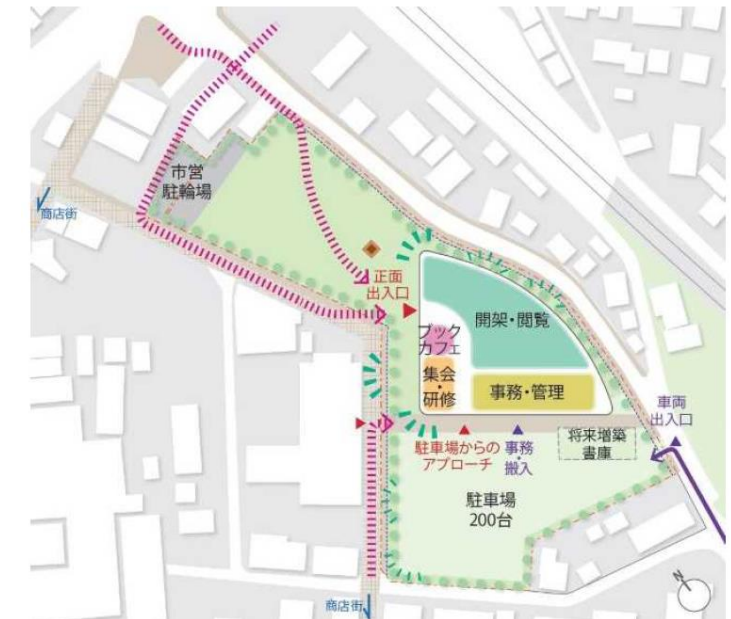 市営
駐輪場
商店街
正面
出入口
開架・閲覧
ブック
カフェ
集会
・
研修
事務・管理
車両
出入口
将来増築
書庫
駐車場からの
アプローチ
事務
・
搬入
駐車場
200台
商店街
N